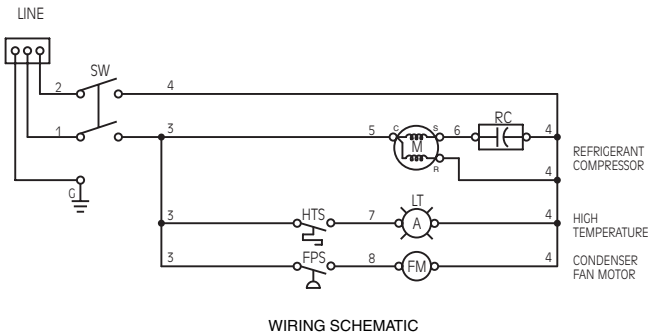 LINE
SW
2
4
1
3
5
C
S
M
R
6
RC
4
REFRIGERANT
COMPRESSOR
4
G
3
HTS
7
LT
A
4
HIGH
TEMPERATURE
3
FPS
8
FM
4
CONDENSER
FAN MOTOR
WIRING SCHEMATIC